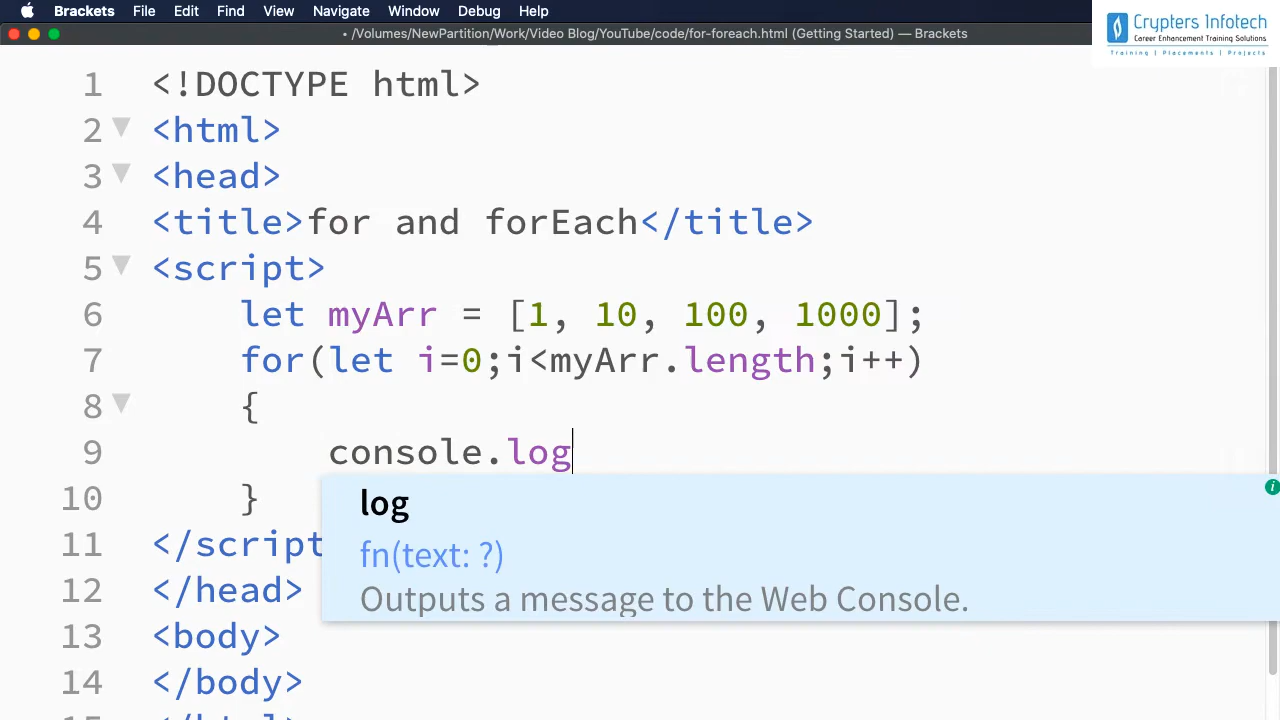 Brackets File Edit Find View Navigate Window Debug Help
• /Volumes/NewPartition/Work/Video Blog/YouTube/code/for-foreach.html (Getting Started) — Brackets
Crypters Infotech
Career Enhancement Training Solutions
Training | Placements | Projects
1 <!DOCTYPE html>
2 <html>
3 <head>
4 <title>for and forEach</title>
5 <script>
6 let myArr = [1, 10, 100, 1000];
7 for(let i=0;i<myArr.length;i++)
8 {
9 console.log
log
10 }
fn(text: ?)
11 </script
12 </head>
Outputs a message to the Web Console.
13 <body>
14 </body>
15 </html>